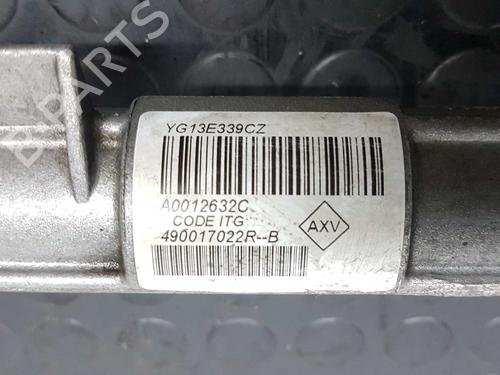 B PARTS
YG13E339CZ
A0012632C
CODE ITG
490017022R--B
AXV